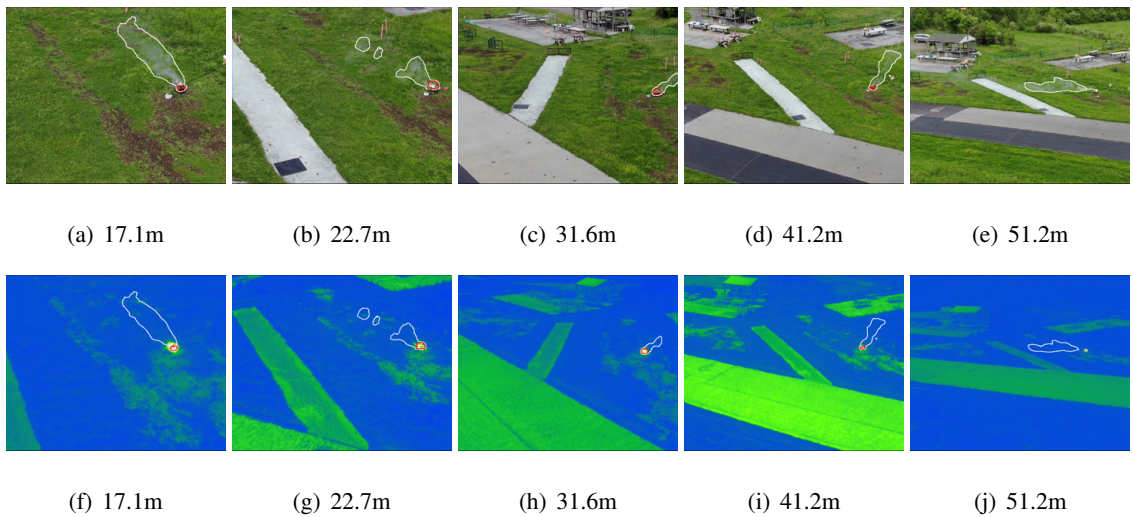 (a) 17.1m
(b) 22.7m
(c) 31.6m
(d) 41.2m
(e) 51.2m
(f) 17.1m
(g) 22.7m
(h) 31.6m
(i) 41.2m
(j) 51.2m